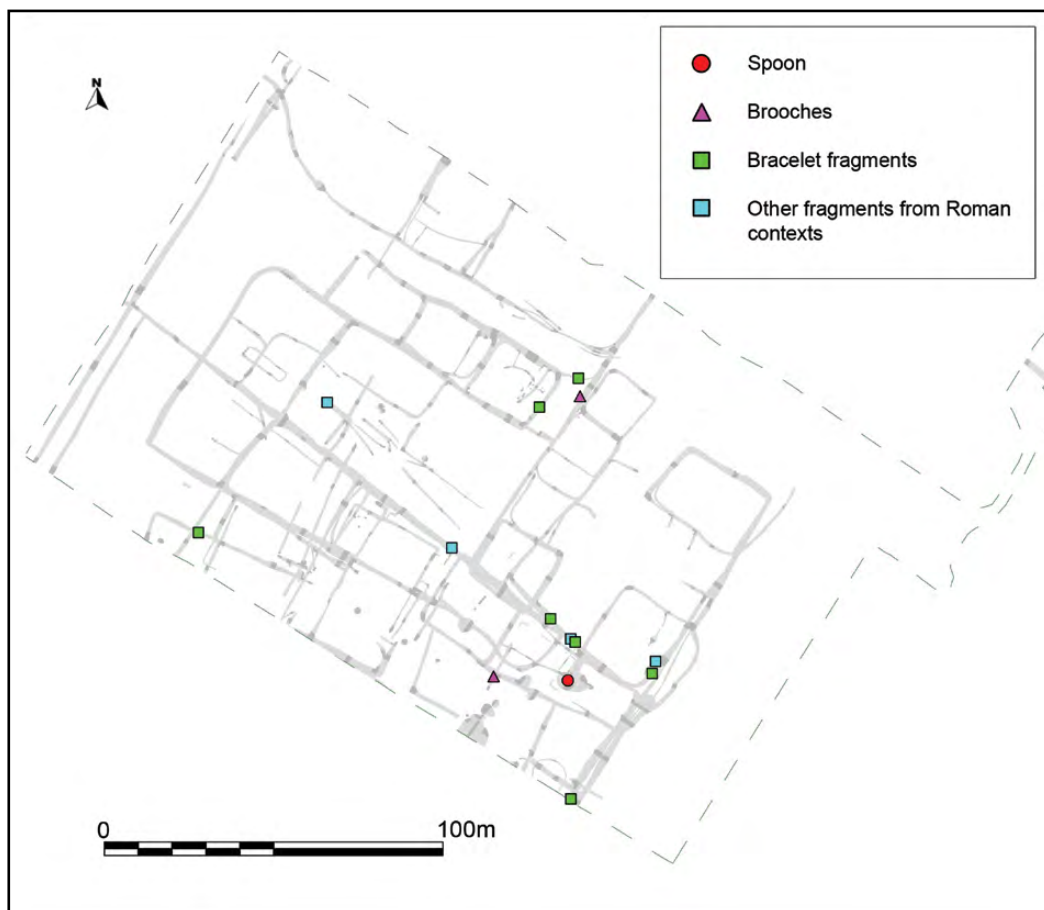 N
Spoon
Brooches
Bracelet fragments
Other fragments from Roman
contexts
0
100m